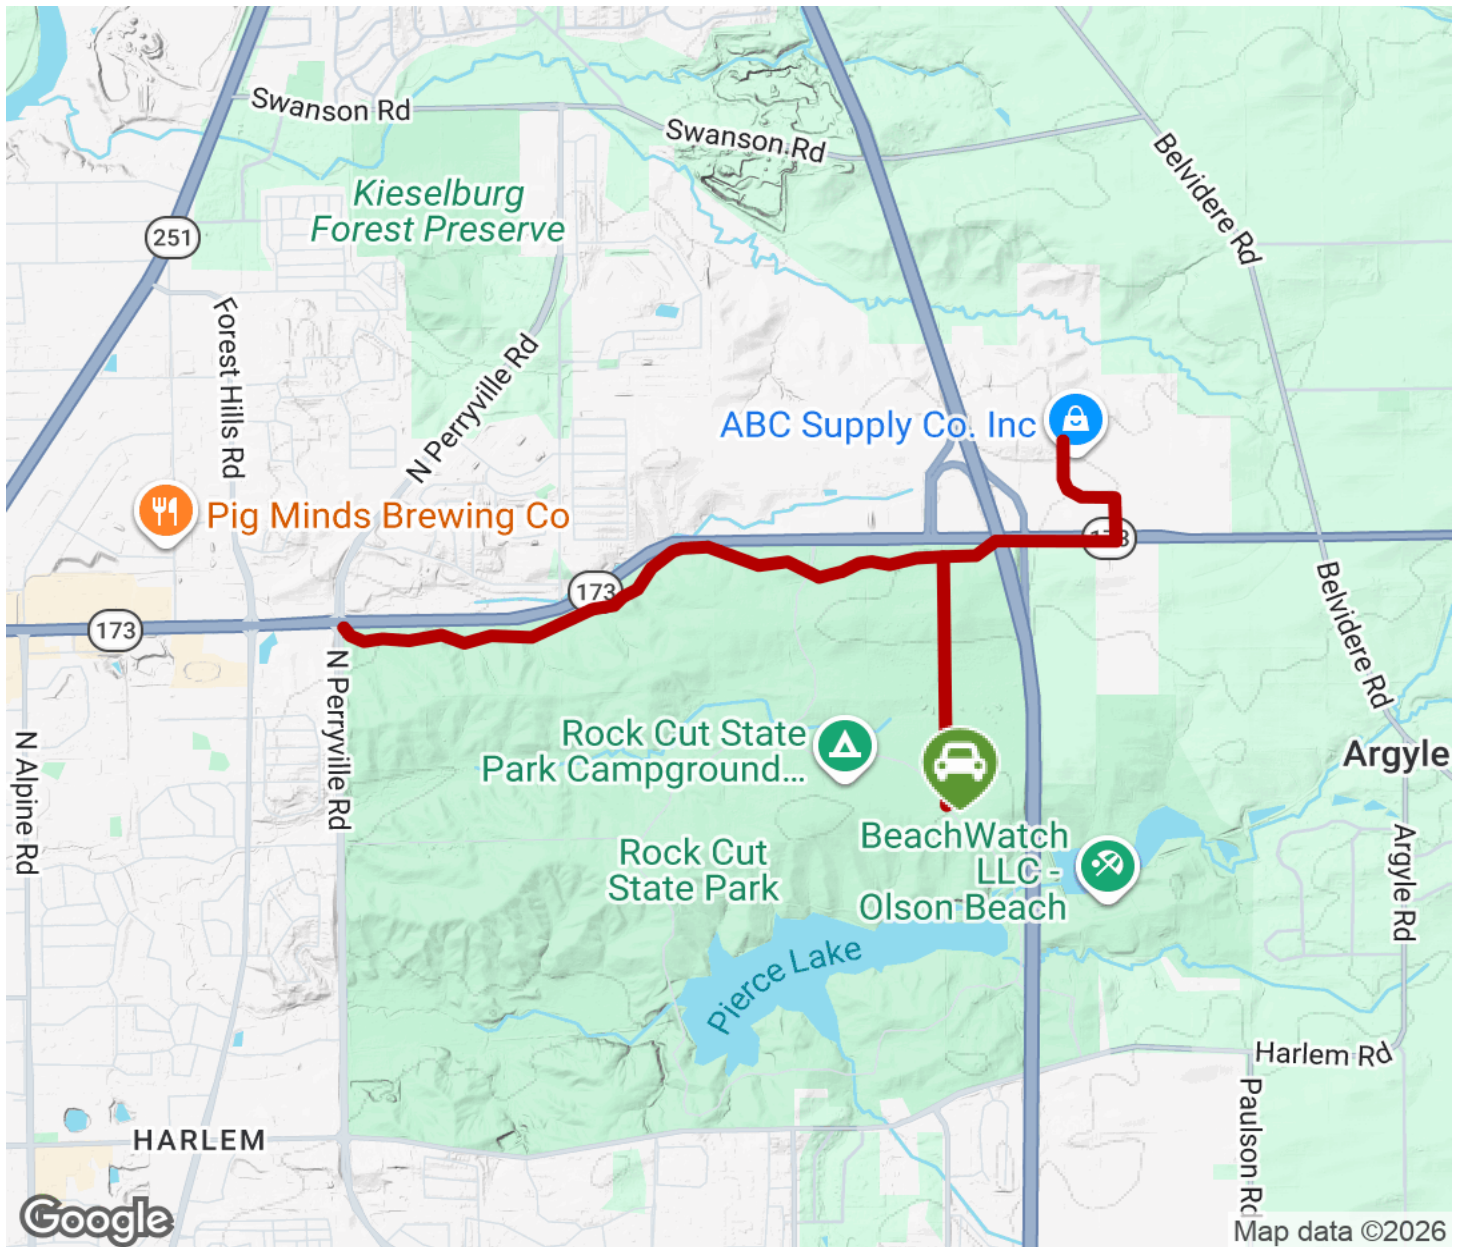 Swanson Rd
Swanson Rd
Belvidere Rd
Kieselburg
Forest Preserve
251
Forest Hills Rd
N Perryville Rd
ABC Supply Co. Inc
Pig Minds Brewing Co
173
173
173
Belvidere Rd
N Perryville Rd
N Alpine Rd
Rock Cut State
Park Campground...
Argyle
BeachWatch
LLC -
Olson Beach
Rock Cut
State Park
Argyle Rd
Pierce Lake
Harlem Rd
Paulson Rd
HARLEM
Google
Map data ©2026